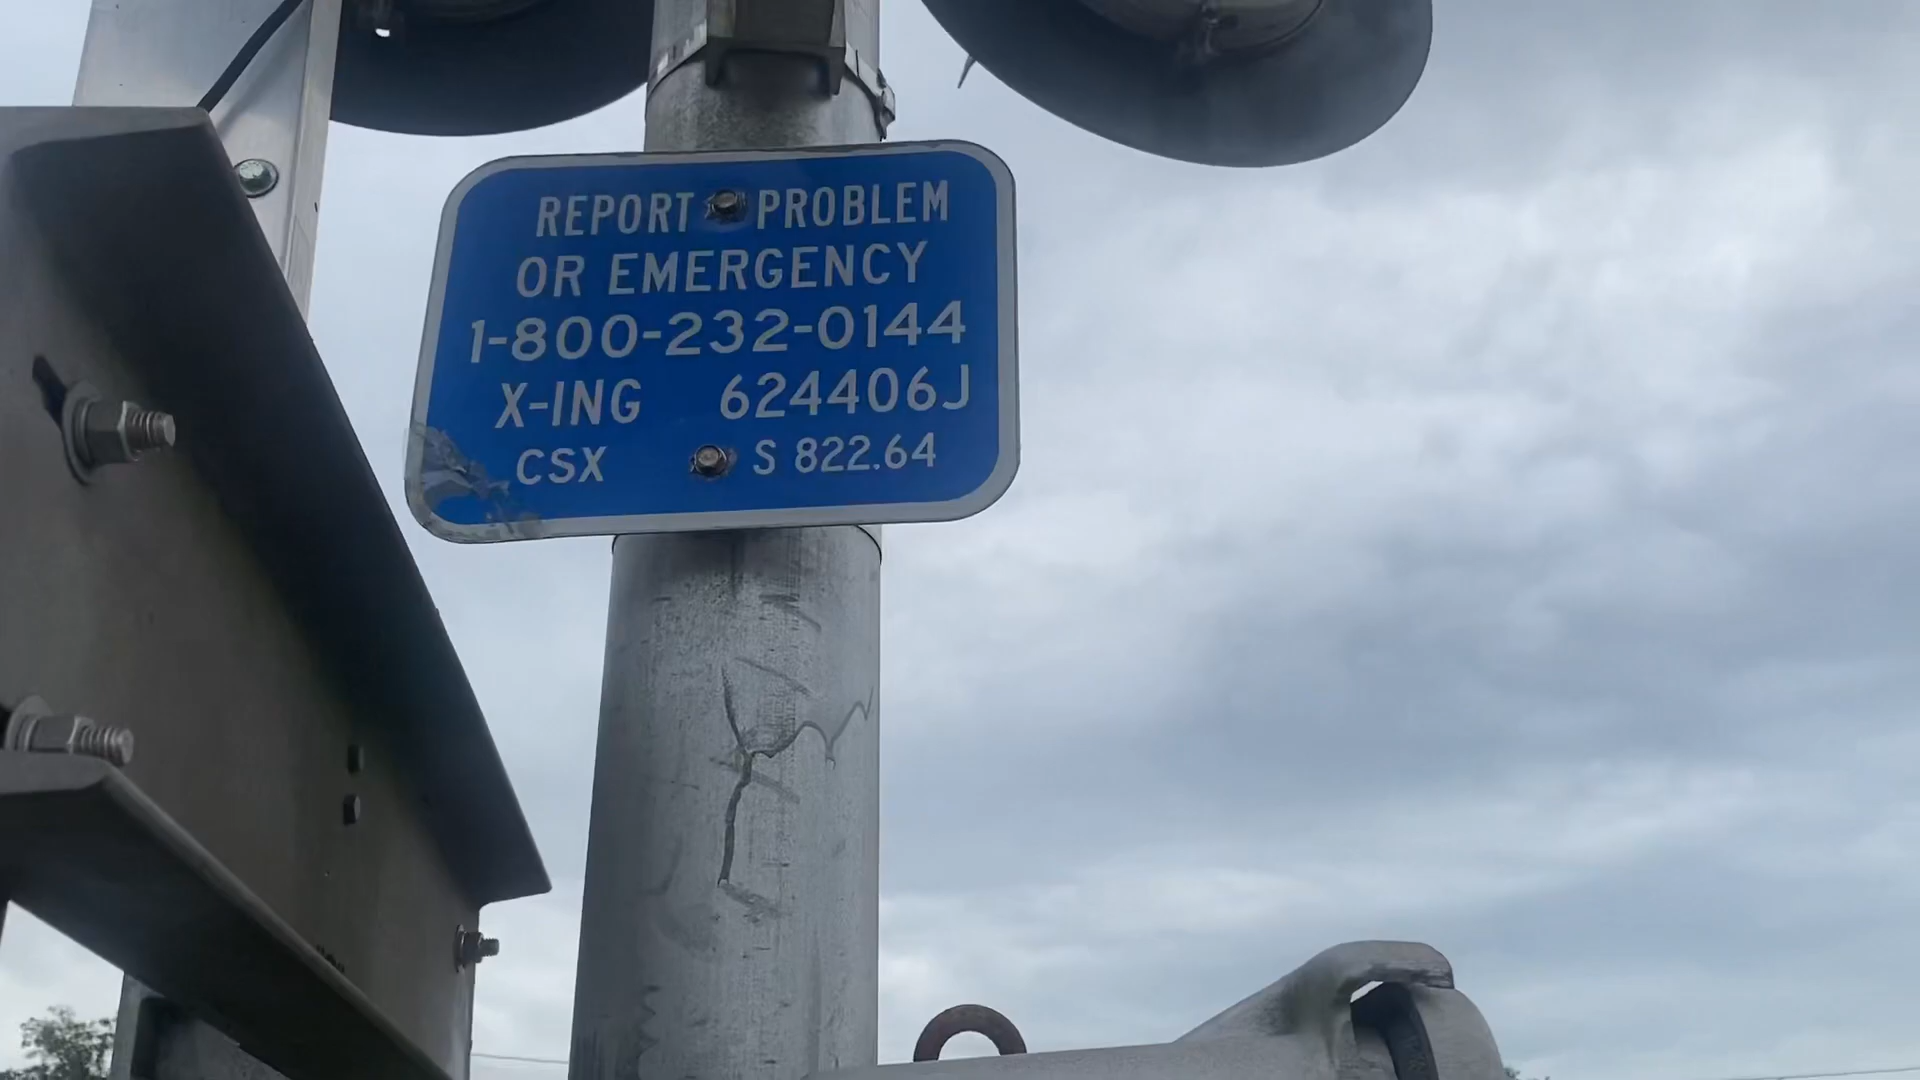 REPORT PROBLEM
OR EMERGENCY
1-800-232-0144
X-ING 624406J
CSX S 822.64